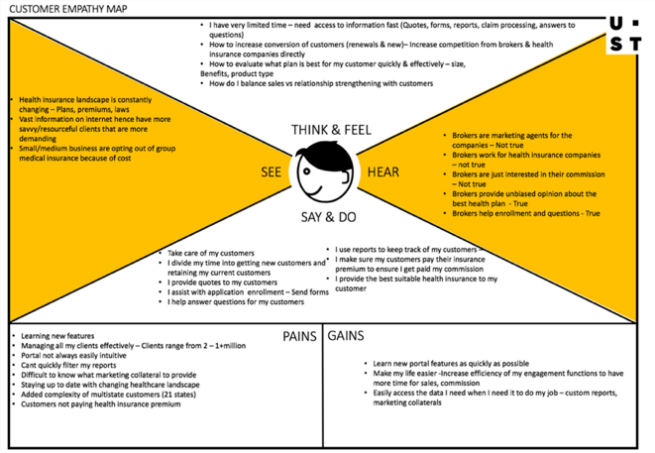 CUSTOMER EMPATHY MAP
U.
ST
• I have very limited time – need access to information fast (Quotes, forms, reports, claim processing, answers to
questions)
• How to increase conversion of customers (renewals & new)– Increase competition from brokers & health
insurance companies directly
• How to evaluate what plan is best for my customer quickly & effectively – size,
Benefits, product type
• How do I balance sales vs relationship strengthening with customers
THINK & FEEL
• Health insurance landscape is constantly
changing – Plans, premiums, laws
• Vast information on internet hence have more
savvy/resourceful clients that are more
demanding
• Small/medium business are opting out of group
medical insurance because of cost
SEE
HEAR
• Brokers are marketing agents for the
companies – Not true
• Brokers work for health insurance companies
– not true
• Brokers are just interested in their commission
– Not true
• Brokers provide unbiased opinion about the
best health plan - True
• Brokers help enrollment and questions - True
SAY & DO
• Take care of my customers
• I divide my time into getting new customers and
retaining my current customers
• I provide quotes to my customers
• I assist with application enrollment – Send forms
• I help answer questions for my customers
• I use reports to keep track of my customers –
• I make sure my customers pay their insurance
premium to ensure I get paid my commission
• I provide the best suitable health insurance to my
customer
PAINS
• Learning new features
• Managing all my clients effectively – Clients range from 2 – 1+million
• Portal not always easily intuitive
• Cant quickly filter my reports
• Difficult to know what marketing collateral to provide
• Staying up to date with changing healthcare landscape
• Added complexity of multistate customers (21 states)
• Customers not paying health insurance premium
GAINS
• Learn new portal features as quickly as possible
• Make my life easier -Increase efficiency of my engagement functions to have
more time for sales, commission
• Easily access the data I need when I need it to do my job – custom reports,
marketing collaterals